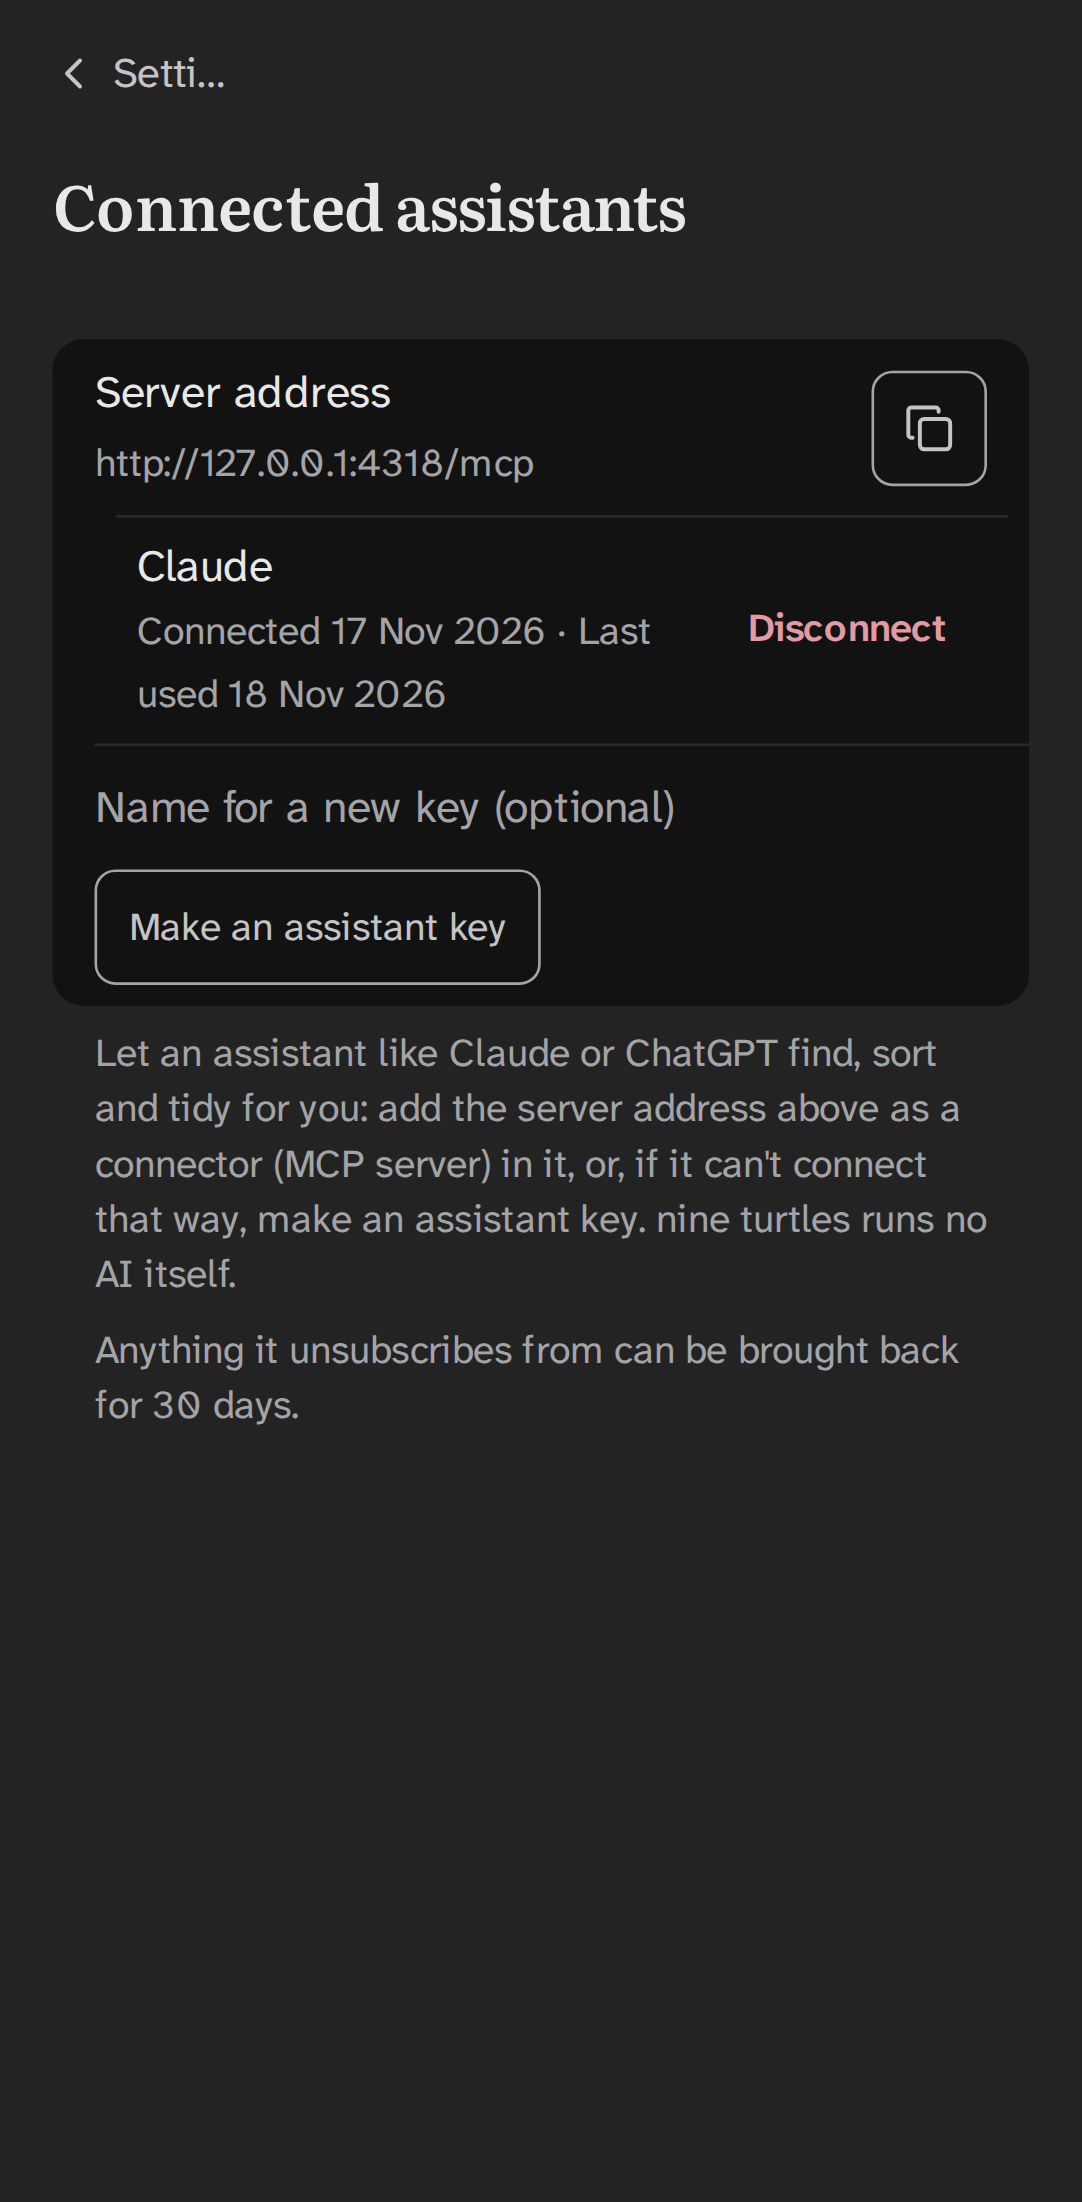 Setti...
Connected assistants
Server address
http://127.0.0.1:4318/mcp
Claude
Connected 17 Nov 2026 · Last
used 18 Nov 2026
Disconnect
Name for a new key (optional)
Make an assistant key
Let an assistant like Claude or ChatGPT find, sort
and tidy for you: add the server address above as a
connector (MCP server) in it, or, if it can't connect
that way, make an assistant key. nine turtles runs no
AI itself.
Anything it unsubscribes from can be brought back
for 30 days.